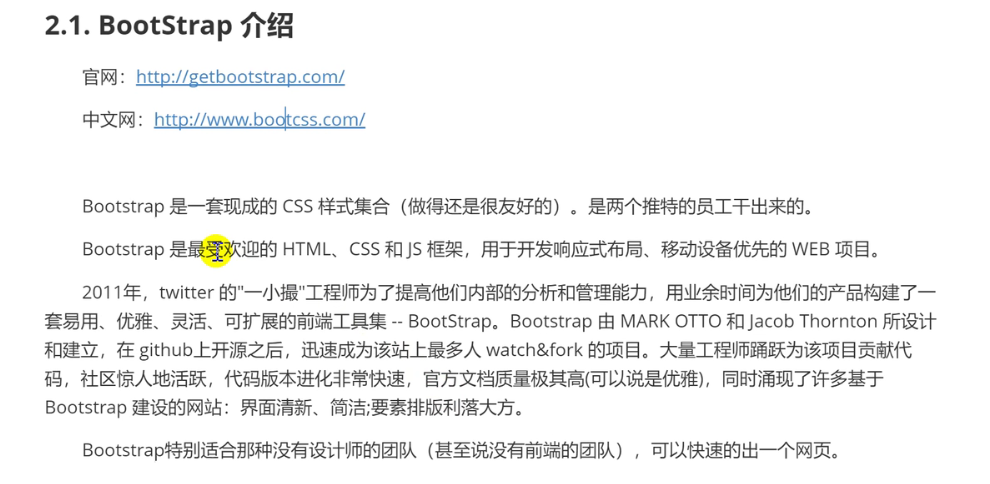 2.1. BootStrap 介绍
官网：http://getbootstrap.com/
中文网：http://www.bootcss.com/
Bootstrap 是一套现成的 CSS 样式集合（做得还是很友好的）。是两个推特的员工干出来的。
Bootstrap 是最受欢迎的 HTML、CSS 和 JS 框架，用于开发响应式布局、移动设备优先的 WEB 项目。
2011年，twitter 的"一小撮"工程师为了提高他们内部的分析和管理能力，用业余时间为他们的产品构建了一
套易用、优雅、灵活、可扩展的前端工具集 -- BootStrap。Bootstrap 由 MARK OTTO 和 Jacob Thornton 所设计
和建立，在 github上开源之后，迅速成为该站上最多人 watch&fork 的项目。大量工程师踊跃为该项目贡献代
码，社区惊人地活跃，代码版本进化非常快速，官方文档质量极其高(可以说是优雅)，同时涌现了许多基于
Bootstrap 建设的网站：界面清新、简洁;要素排版利落大方。
Bootstrap特别适合那种没有设计师的团队（甚至说没有前端的团队），可以快速的出一个网页。